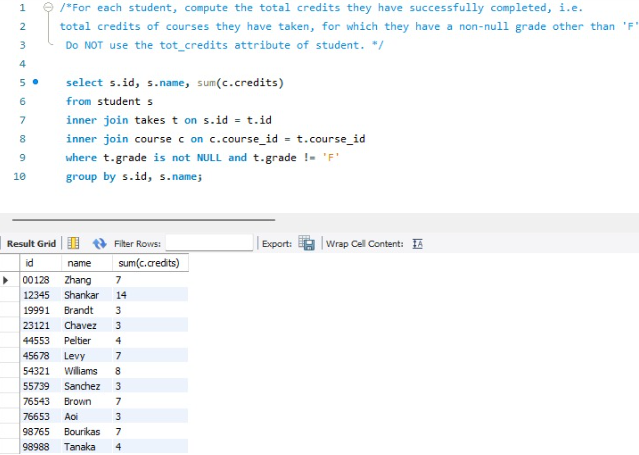 1 /*For each student, compute the total credits they have successfully completed, i.e.
2 total credits of courses they have taken, for which they have a non-null grade other than 'F'
3 Do NOT use the tot_credits attribute of student. */
4
5 select s.id, s.name, sum(c.credits)
6 from student s
7 inner join takes t on s.id = t.id
8 inner join course c on c.course_id = t.course_id
9 where t.grade is not NULL and t.grade != 'F'
10 group by s.id, s.name;
Result Grid Filter Rows: Export: Wrap Cell Content: IA
id name sum(c.credits)
00128 Zhang 7
12345 Shankar 14
19991 Brandt 3
23121 Chavez 3
44553 Peltier 4
45678 Levy 7
54321 Williams 8
55739 Sanchez 3
76543 Brown 7
76653 Aoi 3
98765 Bourikas 7
98988 Tanaka 4